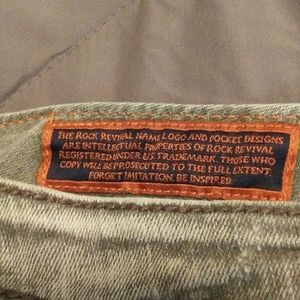 THE ROCK REVIVAL NAME LOGO AND POCKET DESIGNS
ARE INTELLECTUAL PROPERTIES OF ROCK REVIVAL
REGISTERED UNDER US TRADEMARK. THOSE WHO
COPY WILL BE PROSECUTED TO THE FULL EXTENT.
FORGET IMITATION, BE INSPIRED.